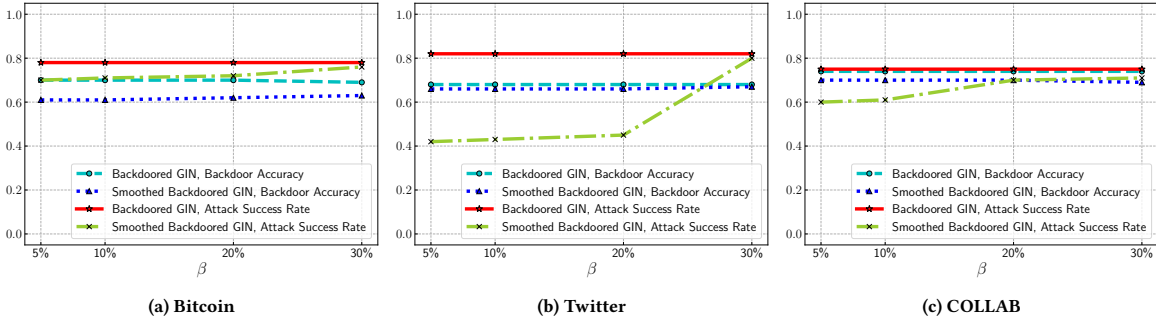 1.0
0.8
0.6
0.4
0.2
0.0
Backdoored GIN, Backdoor Accuracy
Smoothed Backdoored GIN, Backdoor Accuracy
Backdoored GIN, Attack Success Rate
Smoothed Backdoored GIN, Attack Success Rate
5% 10% 20% 30%
β
(a) Bitcoin
1.0
0.8
0.6
0.4
0.2
0.0
Backdoored GIN, Backdoor Accuracy
Smoothed Backdoored GIN, Backdoor Accuracy
Backdoored GIN, Attack Success Rate
Smoothed Backdoored GIN, Attack Success Rate
5% 10% 20% 30%
β
(b) Twitter
1.0
0.8
0.6
0.4
0.2
0.0
Backdoored GIN, Backdoor Accuracy
Smoothed Backdoored GIN, Backdoor Accuracy
Backdoored GIN, Attack Success Rate
Smoothed Backdoored GIN, Attack Success Rate
5% 10% 20% 30%
β
(c) COLLAB